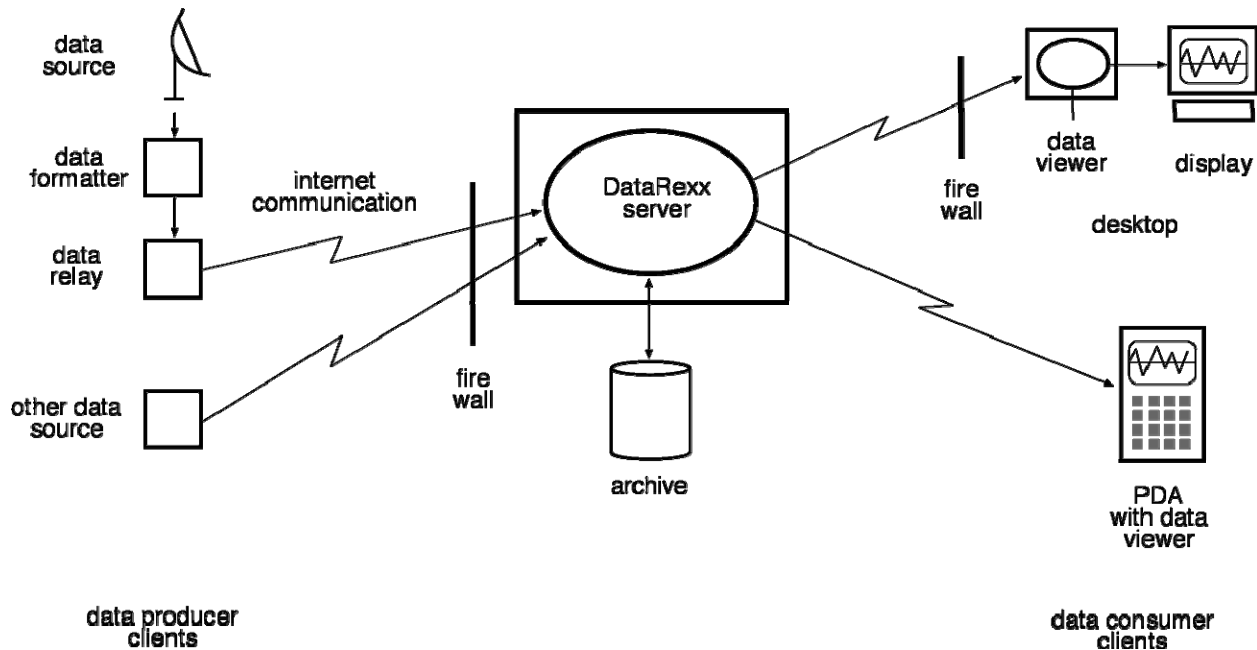 data
source
data
formatter
internet
communication
data
relay
other data
source
fire
wall
DataRexx
server
archive
fire
wall
data
viewer
display
desktop
PDA
with data
viewer
data producer
clients
data consumer
clients